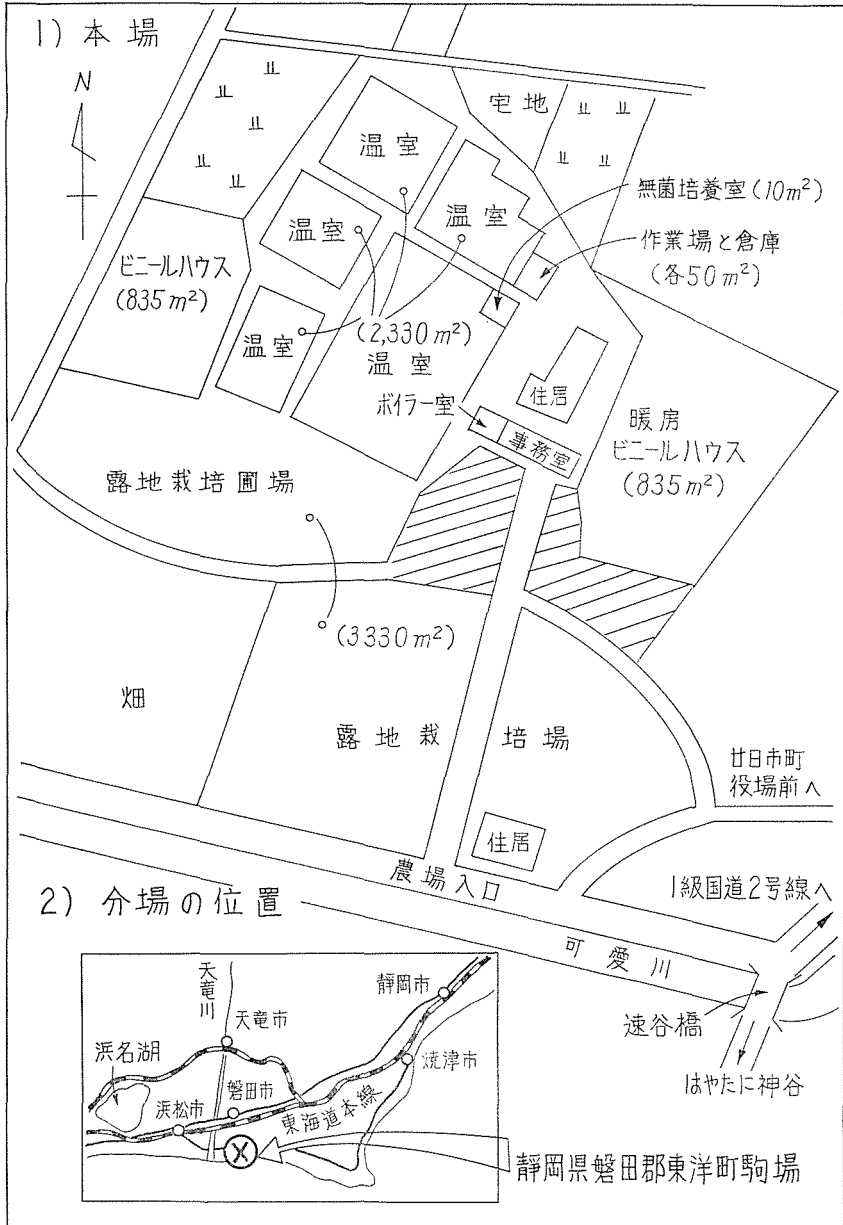 1) 本場
N
宅地
温室
無菌培養室(10m²)
温室
作業場と倉庫
(各50m²)
温室
ビニールハウス
(835m²)
(2,330m²)
温室
温室
住居
ボイラー室
事務室
暖房
ビニールハウス
(835m²)
露地栽培圃場
(3330m²)
畑
露地栽培場
廿日市町
役場前へ
住居
農場入口
1級国道2号線へ
可愛川
速谷橋
はやたに神谷
2) 分場の位置
天竜川
静岡市
天竜市
浜名湖
焼津市
磐田市
浜松市
東海道本線
X
静岡県磐田郡東洋町駒場